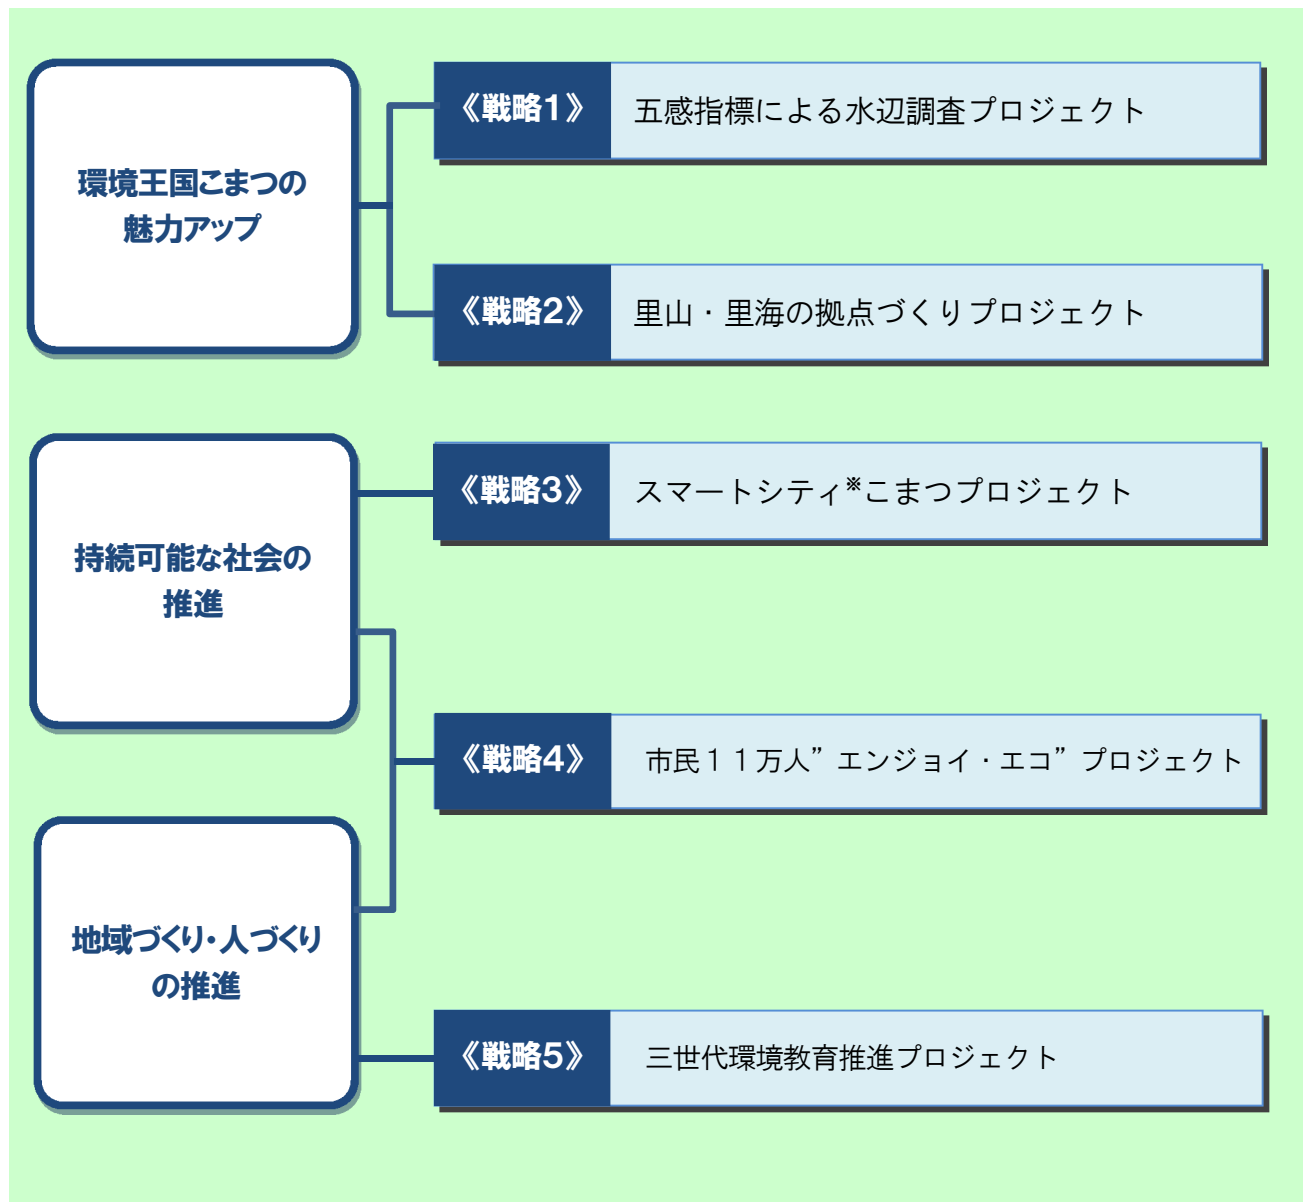 環境王国こまつの
魅力アップ
《戦略1》 五感指標による水辺調査プロジェクト
《戦略2》 里山・里海の拠点づくりプロジェクト
持続可能な社会の
推進
《戦略3》 スマートシティ※こまつプロジェクト
《戦略4》 市民１１万人”エンジョイ・エコ”プロジェクト
地域づくり・人づくり
の推進
《戦略5》 三世代環境教育推進プロジェクト